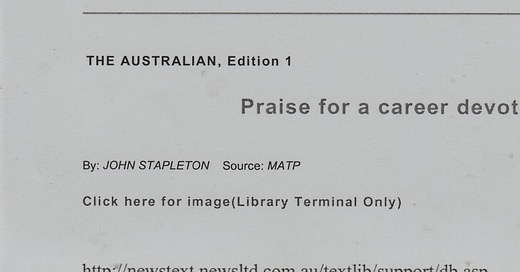 THE AUSTRALIAN, Edition 1
Praise for a career devot
By: JOHN STAPLETON Source: MATP
Click here for image(Library Terminal Only)
http://newstext.newsltd.com.au/textlib/support/db.asp